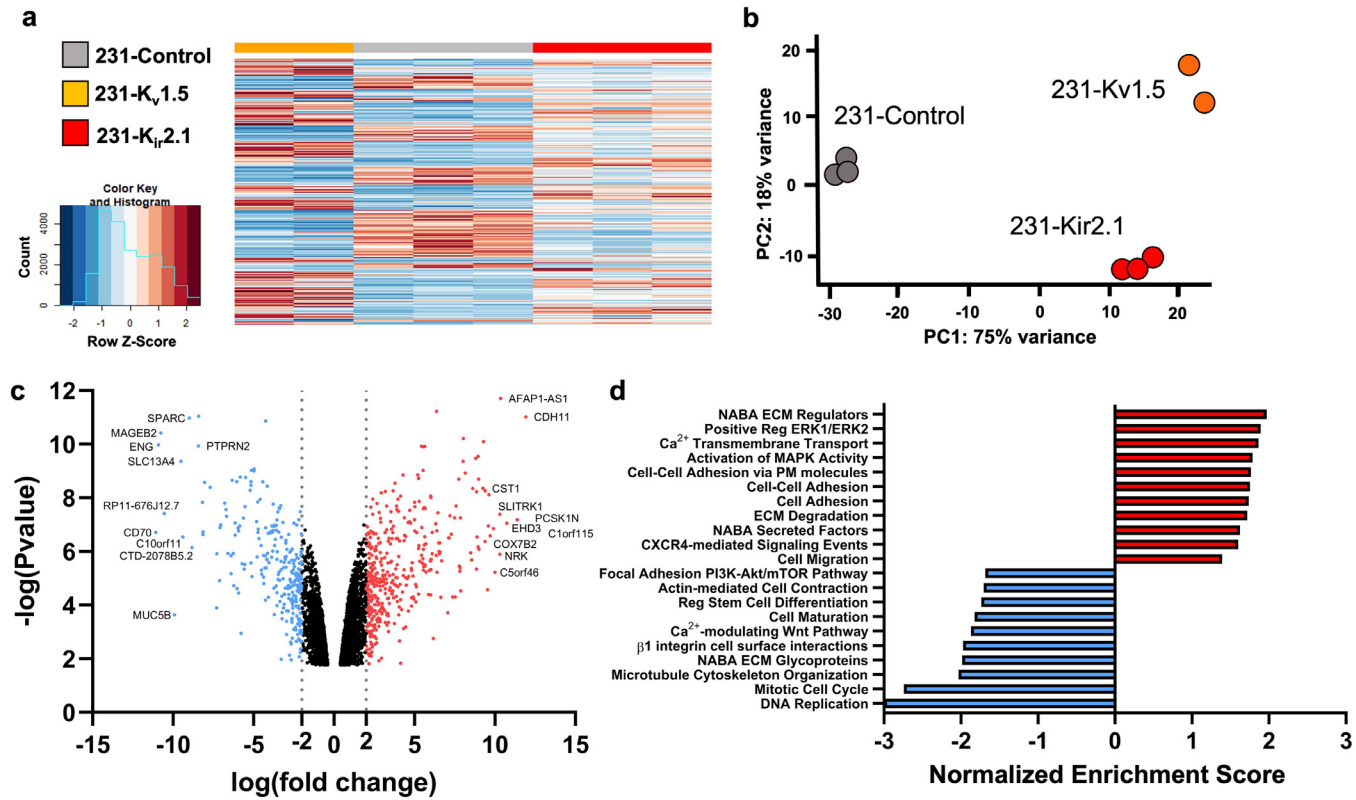 a
231-Control
231-Kv1.5
231-Kir2.1
Color Key
and Histogram
Count
0 2000 4000
-2 -1 0 1 2
Row Z-Score
b
20
10
0
-10
PC2: 18% variance
231-Control
231-Kv1.5
231-Kir2.1
-30 -20 -10 0 10 20
PC1: 75% variance
c
12
10
8
6
4
2
0
-log(Pvalue)
SPARC
MAGEB2
ENG
PTPRN2
SLC13A4
RP11-676J12.7
CD70
C10orf11
CTD-2078B5.2
MUC5B
AFAP1-AS1
CDH11
CST1
SLITRK1
PCSK1N
EHD3
C1orf115
COX7B2
NRK
C5orf46
-15 -10 -5 -2 0 2 5 10 15
log(fold change)
d
NABA ECM Regulators
Positive Reg ERK1/ERK2
Ca2+ Transmembrane Transport
Activation of MAPK Activity
Cell-Cell Adhesion via PM molecules
Cell-Cell Adhesion
Cell Adhesion
ECM Degradation
NABA Secreted Factors
CXCR4-mediated Signaling Events
Cell Migration
Focal Adhesion PI3K-Akt/mTOR Pathway
Actin-mediated Cell Contraction
Reg Stem Cell Differentiation
Cell Maturation
Ca2+-modulating Wnt Pathway
β1 integrin cell surface interactions
NABA ECM Glycoproteins
Microtubule Cytoskeleton Organization
Mitotic Cell Cycle
DNA Replication
-3 -2 -1 0 1 2 3
Normalized Enrichment Score